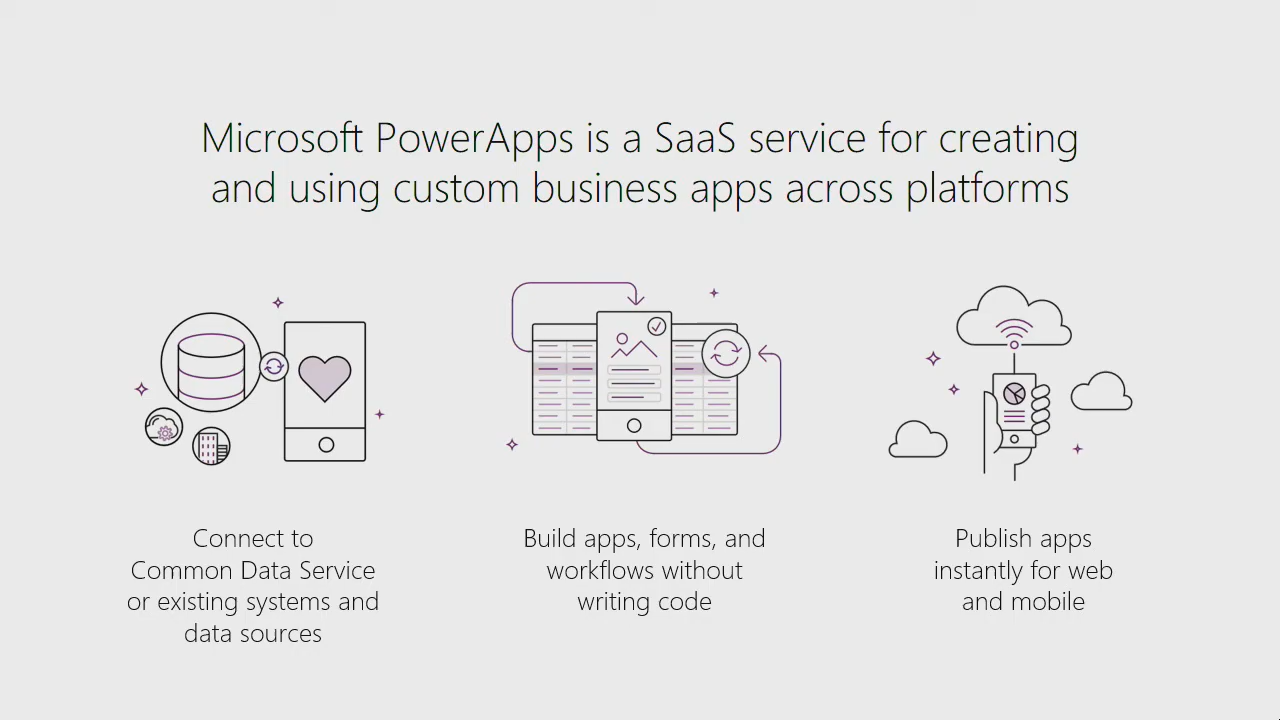 Microsoft PowerApps is a SaaS service for creating
and using custom business apps across platforms
Connect to
Common Data Service
or existing systems and
data sources
Build apps, forms, and
workflows without
writing code
Publish apps
instantly for web
and mobile